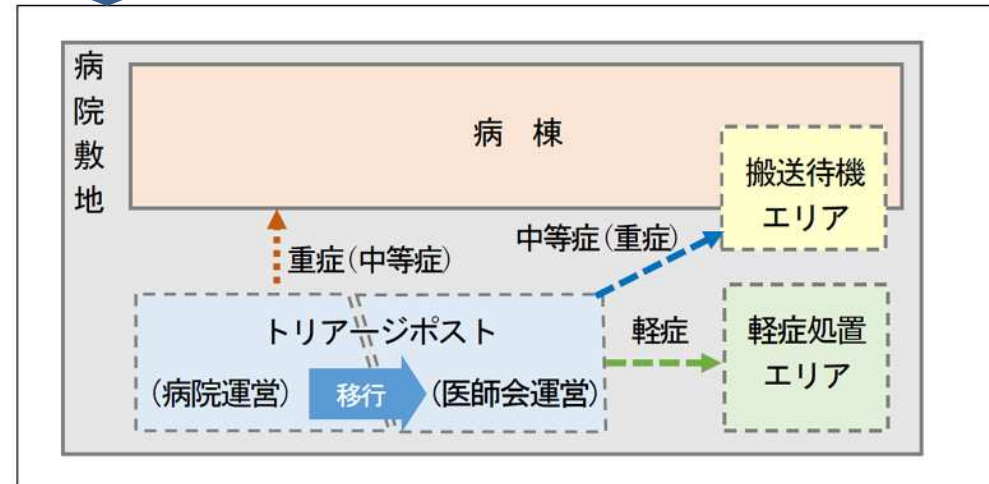 病院敷地
病　棟
搬送待機
エリア
中等症(重症)
重症(中等症)
トリアージポスト
軽症
軽症処置
エリア
(病院運営)
移行
(医師会運営)